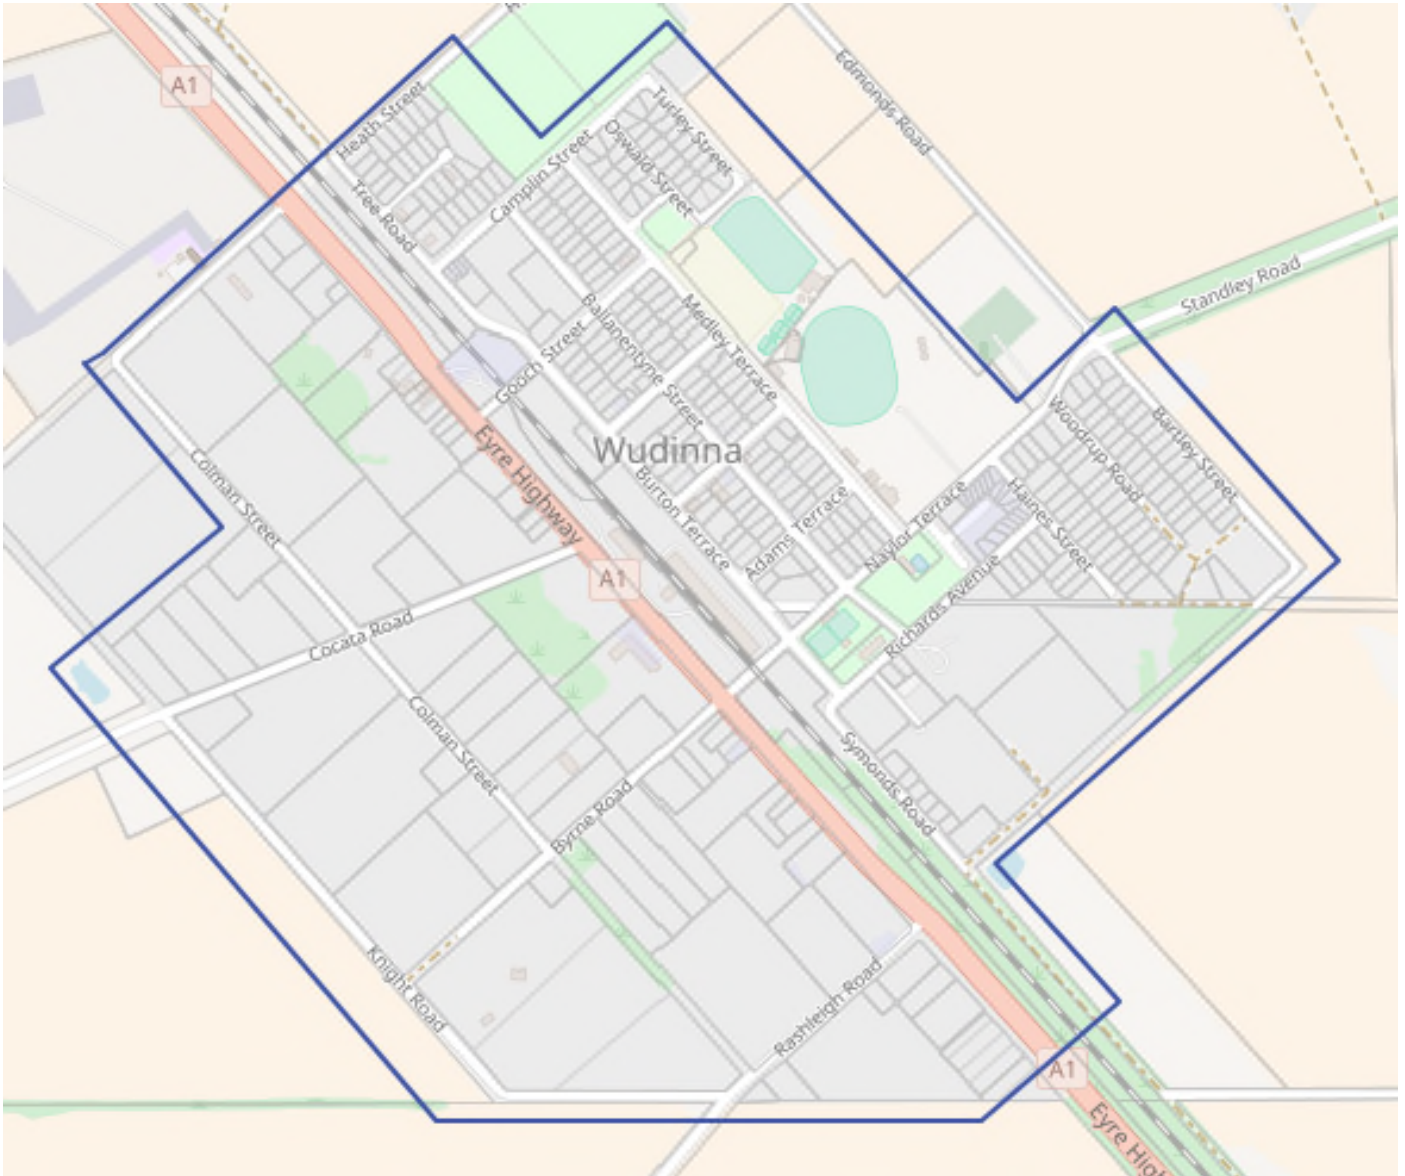 A1
Edmonds Road
Heath Street
Turley Street
Oswald Street
Camplin Street
Tree Road
Standley Road
Medley Terrace
Ballanentyne Street
Gooch Street
Woodrup Road
Bartley Street
Eyre Highway
Wudinna
Colman Street
Burton Terrace
Haines Street
Naylor Terrace
Adams Terrace
A1
Richards Avenue
Cocata Road
Colman Street
Symonds Road
Byrne Road
Knight Road
Rashleigh Road
A1
Eyre High